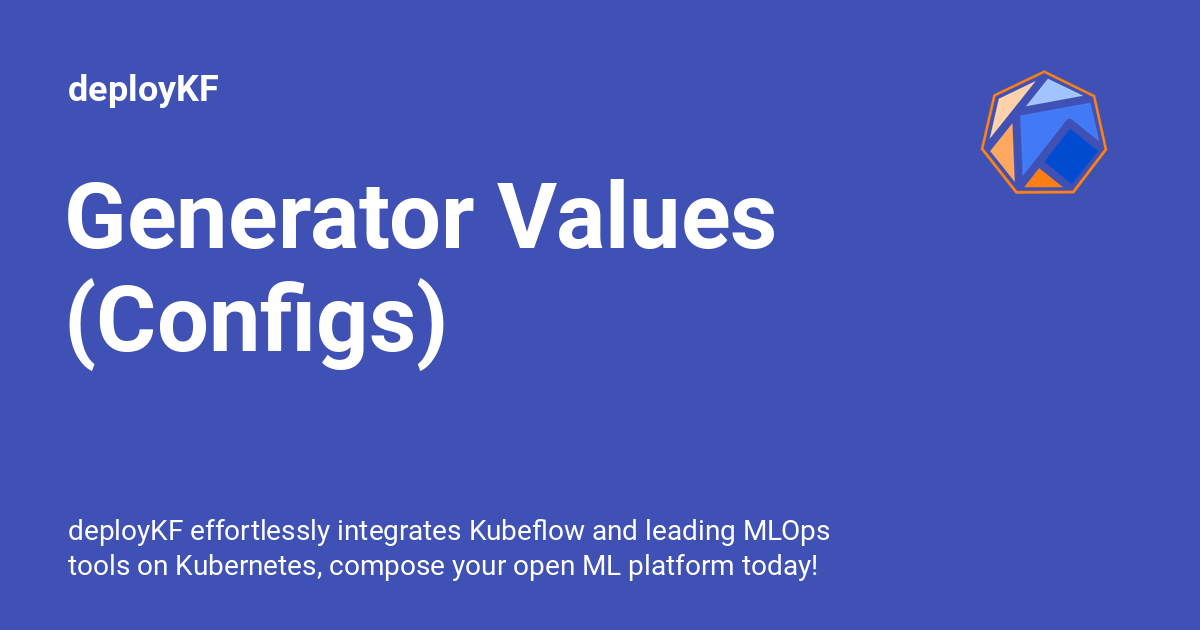 deployKF
Generator Values
(Configs)
deployKF effortlessly integrates Kubeflow and leading MLOps
tools on Kubernetes, compose your open ML platform today!